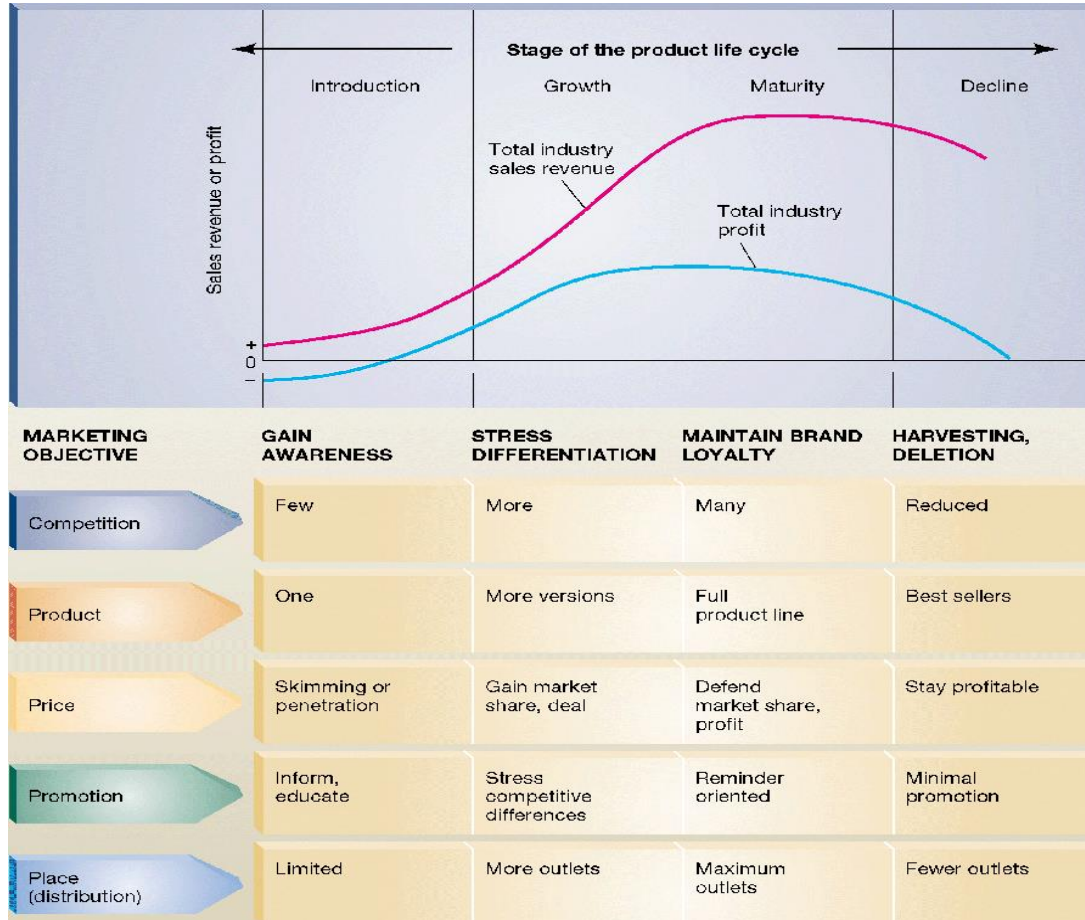 Stage of the product life cycle
Introduction
Growth
Maturity
Decline
Sales revenue or profit
Total industry
sales revenue
Total industry
profit
+
0
–
MARKETING
OBJECTIVE
GAIN
AWARENESS
STRESS
DIFFERENTIATION
MAINTAIN BRAND
LOYALTY
HARVESTING,
DELETION
Competition
Few
More
Many
Reduced
Product
One
More versions
Full
product line
Best sellers
Price
Skimming or
penetration
Gain market
share, deal
Defend
market share,
profit
Stay profitable
Promotion
Inform,
educate
Stress
competitive
differences
Reminder
oriented
Minimal
promotion
Place
(distribution)
Limited
More outlets
Maximum
outlets
Fewer outlets